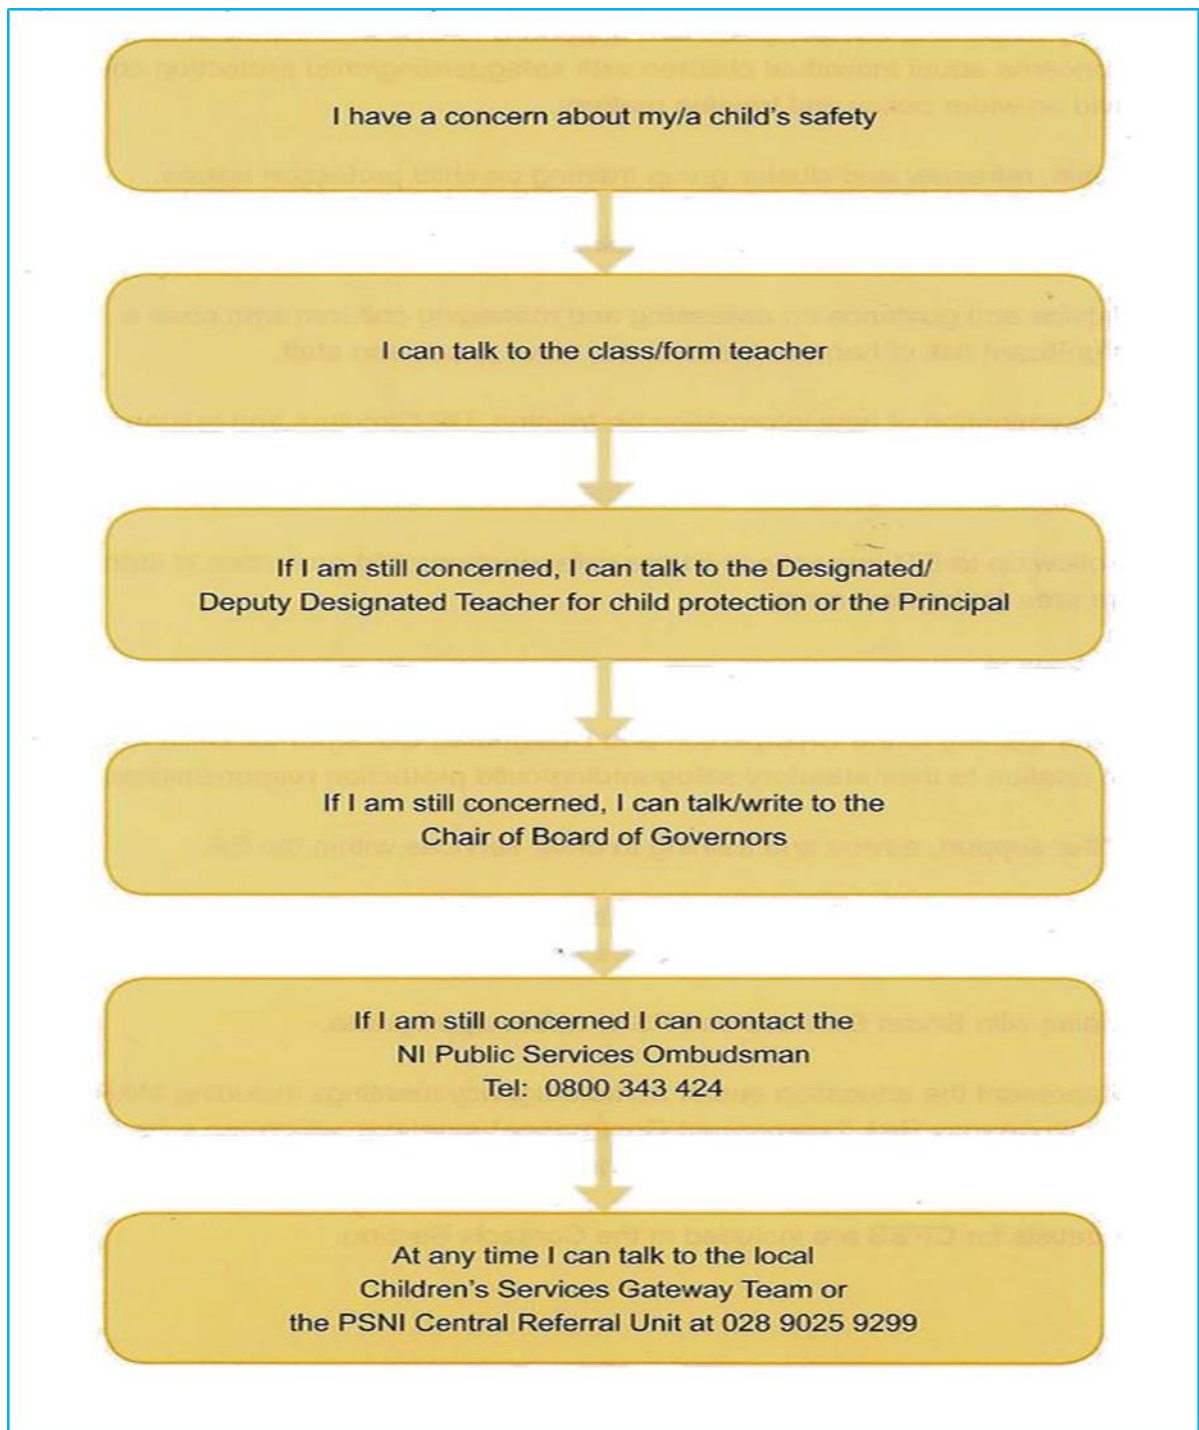 I have a concern about my/a child's safety
I can talk to the class/form teacher
If I am still concerned, I can talk to the Designated/
Deputy Designated Teacher for child protection or the Principal
If I am still concerned, I can talk/write to the
Chair of Board of Governors
If I am still concerned I can contact the
NI Public Services Ombudsman
Tel: 0800 343 424
At any time I can talk to the local
Children's Services Gateway Team or
the PSNI Central Referral Unit at 028 9025 9299